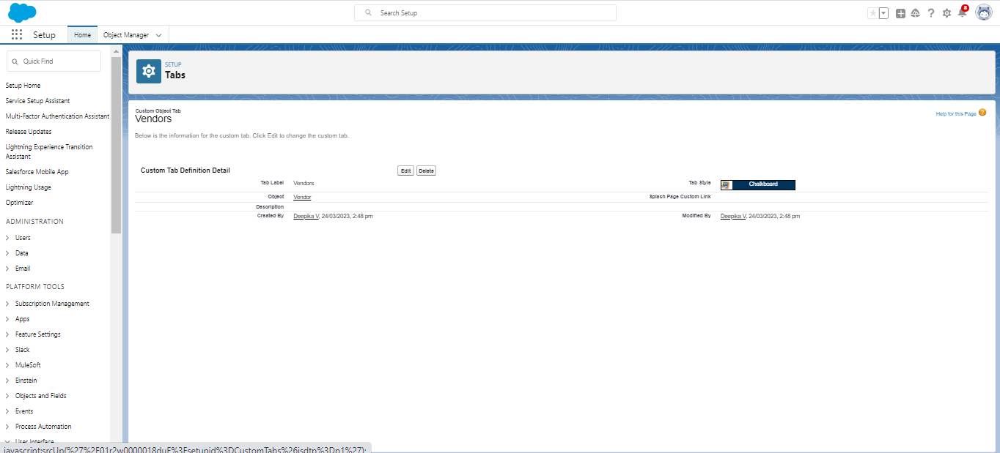 Search Setup
8
Setup
Home
Object Manager
Quick Find
Setup Home
Service Setup Assistant
Multi-Factor Authentication Assistant
Release Updates
Lightning Experience Transition
Assistant
Salesforce Mobile App
Lightning Usage
Optimizer
ADMINISTRATION
Users
Data
Email
PLATFORM TOOLS
Subscription Management
Apps
Feature Settings
Slack
MuleSoft
Einstein
Objects and Fields
Events
Process Automation
User Interface
SETUP
Tabs
Custom Object Tab
Vendors
Help for this Page
Below is the information for the custom tab. Click Edit to change the custom tab.
Custom Tab Definition Detail
Edit
Delete
Tab Label Vendors
Tab Style Chalkboard
Object Vendor
Splash Page Custom Link
Description
Created By Deepika V, 24/03/2023, 2:48 pm
Modified By Deepika V, 24/03/2023, 2:48 pm
javascript:srcUp(%27%2F01r2w0000018duF%3Fsetupid%3DCustomTabs%26isdtp%3Dp1%27);